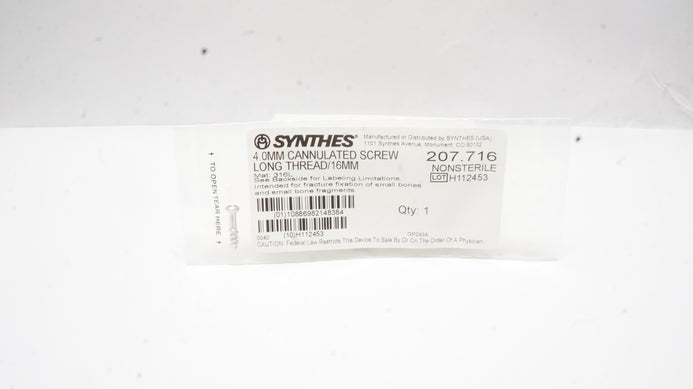 SYNTHES®
Manufactured or Distributed by SYNTHES (USA)
1101 Synthes Avenue, Monument, CO 80132
4.0MM CANNULATED SCREW
LONG THREAD/16MM
Mat. 316L
207.716
NONSTERILE
LOT H112453
See Backside for Labeling Limitations.
Intended for fracture fixation of small bones
and small bone fragments
(01)10886982148384
Qty: 1
(10)H112453
0040
GP2434
CAUTION: Federal Law Restricts This Device To Sale By Or On The Order Of A Physician
TO OPEN TEAR HERE